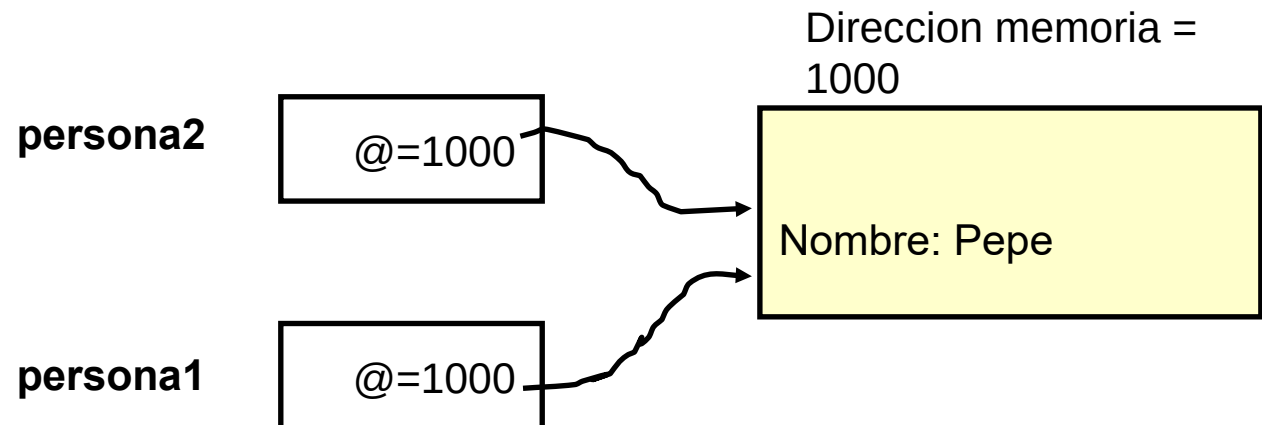 Direccion memoria =
1000
persona2
@=1000
Nombre: Pepe
persona1
@=1000